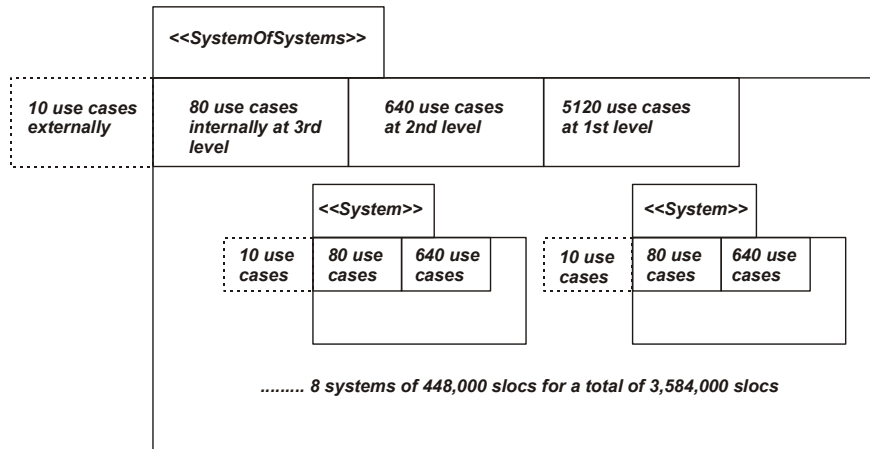 <<SystemOfSystems>>
10 use cases
externally
80 use cases
internally at 3rd
level
640 use cases
at 2nd level
5120 use cases
at 1st level
<<System>>
10 use
cases
80 use
cases
640 use
cases
<<System>>
10 use
cases
80 use
cases
640 use
cases
......... 8 systems of 448,000 slocs for a total of 3,584,000 slocs